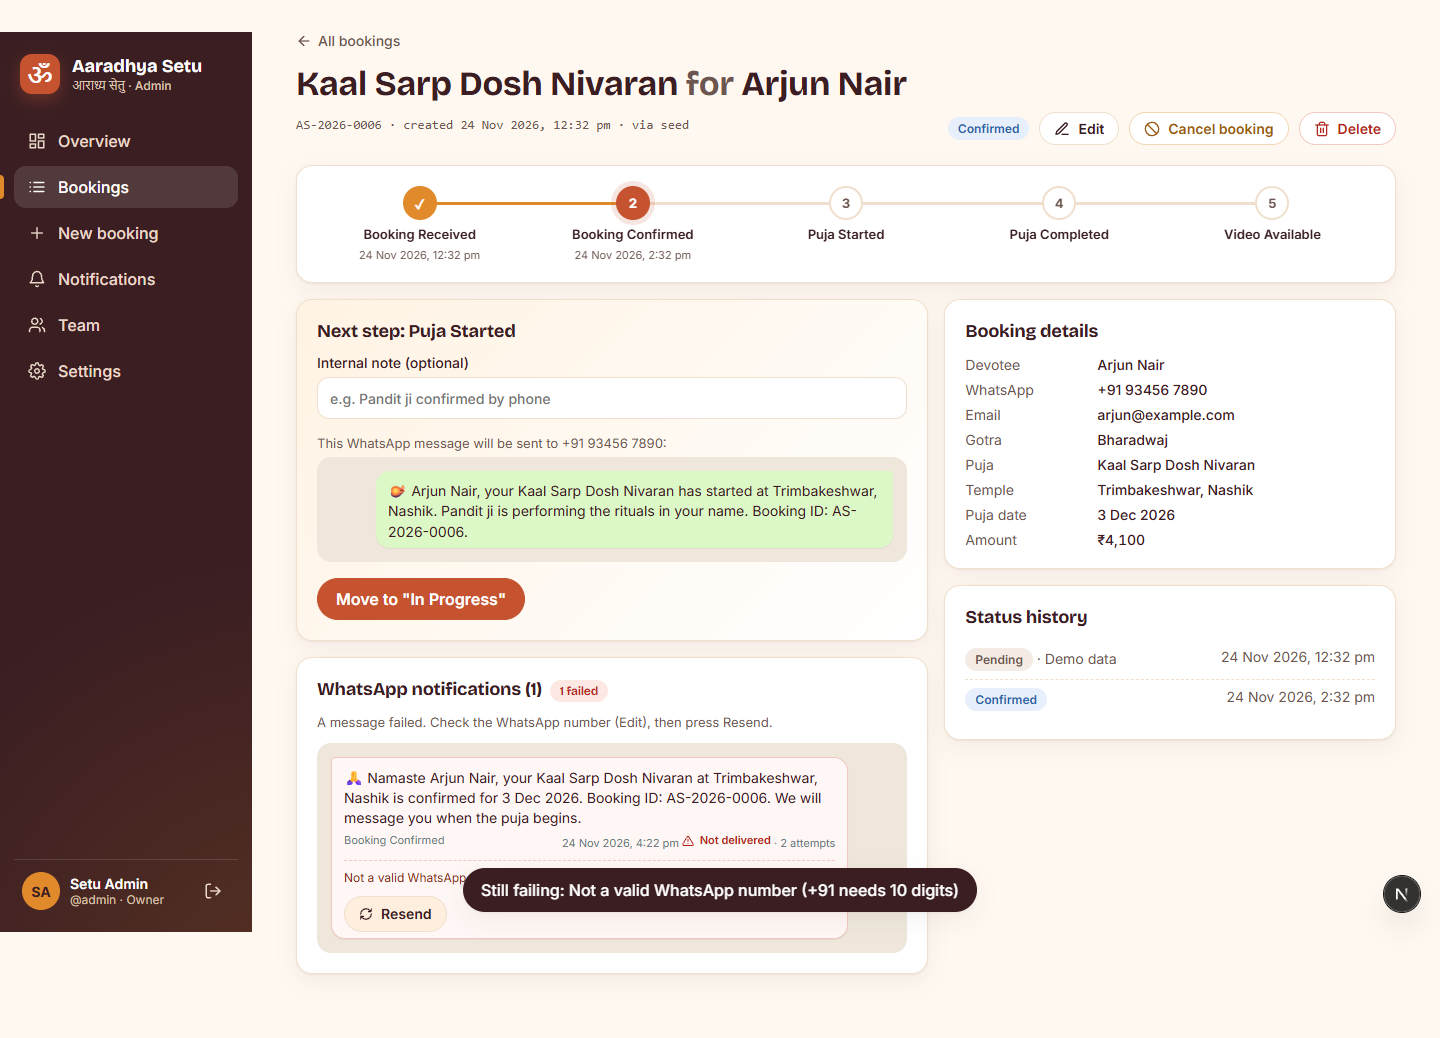 ॐ
Aaradhya Setu
आराध्य सेतु · Admin
Overview
Bookings
New booking
Notifications
Team
Settings
SA
Setu Admin
@admin · Owner
← All bookings
Kaal Sarp Dosh Nivaran for Arjun Nair
AS-2026-0006 · created 24 Nov 2026, 12:32 pm · via seed
Confirmed
Edit
Cancel booking
Delete
✓
2
3
4
5
Booking Received
Booking Confirmed
Puja Started
Puja Completed
Video Available
24 Nov 2026, 12:32 pm
24 Nov 2026, 2:32 pm
Next step: Puja Started
Internal note (optional)
e.g. Pandit ji confirmed by phone
This WhatsApp message will be sent to +91 93456 7890:
Arjun Nair, your Kaal Sarp Dosh Nivaran has started at Trimbakeshwar,
Nashik. Pandit ji is performing the rituals in your name. Booking ID: AS-
2026-0006.
Move to "In Progress"
WhatsApp notifications (1)
1 failed
A message failed. Check the WhatsApp number (Edit), then press Resend.
🙏 Namaste Arjun Nair, your Kaal Sarp Dosh Nivaran at Trimbakeshwar,
Nashik is confirmed for 3 Dec 2026. Booking ID: AS-2026-0006. We will
message you when the puja begins.
Booking Confirmed
24 Nov 2026, 4:22 pm ⚠ Not delivered · 2 attempts
Not a valid WhatsApp
Still failing: Not a valid WhatsApp number (+91 needs 10 digits)
Resend
Booking details
Devotee Arjun Nair
WhatsApp +91 93456 7890
Email arjun@example.com
Gotra Bharadwaj
Puja Kaal Sarp Dosh Nivaran
Temple Trimbakeshwar, Nashik
Puja date 3 Dec 2026
Amount ₹4,100
Status history
Pending · Demo data 24 Nov 2026, 12:32 pm
Confirmed 24 Nov 2026, 2:32 pm
N